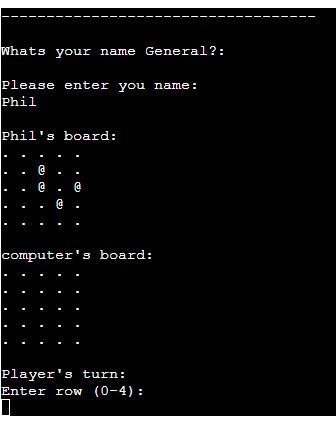 -----------------------------------
Whats your name General?:
Please enter you name:
Phil
Phil's board:
. . . . .
. . @ . .
. . @ . @
. . . @ .
. . . . .
computer's board:
. . . . .
. . . . .
. . . . .
. . . . .
. . . . .
Player's turn:
Enter row (0-4):